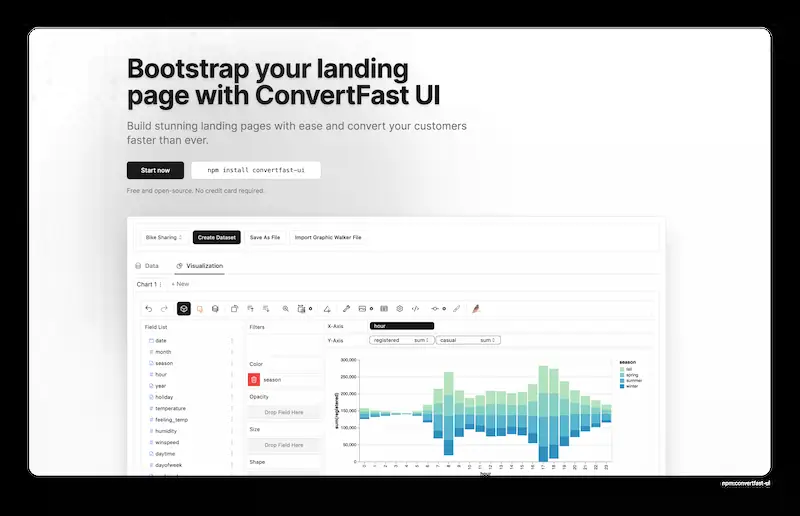 Bootstrap your landing
page with ConvertFast UI
Build stunning landing pages with ease and convert your customers
faster than ever.
Start now
npm install convertfast-ui
Free and open-source. No credit card required.
Bike Sharing
Create Dataset
Save As File
Import Graphic Walker File
Data
Visualization
Chart 1
+ New
Field List
date
month
season
hour
year
holiday
temperature
feeling_temp
humidity
winspeed
daytime
dayofweek
Filters
Color
season
Opacity
Drop Field Here
Size
Drop Field Here
Shape
X-Axis
hour
Y-Axis
registered sum
casual sum
300,000
250,000
200,000
150,000
100,000
50,000
0
sum(registered)
0 1 2 3 4 5 6 7 8 9 10 11 12 13 14 15 16 17 18 19 20 21 22 23
hour
season
fall
spring
summer
winter
npm:convertfast-ui